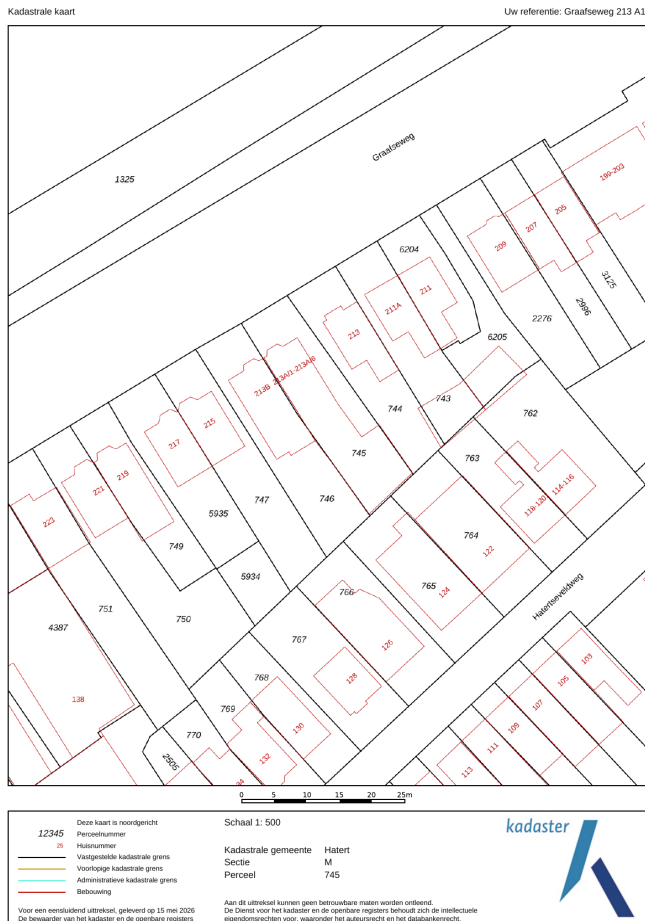 Kadastrale kaart
Uw referentie: Graafseweg 213 A1
1325
Graafseweg
199-203
205
207
209
6204
3125
2996
2276
211
211A
6205
213
743
762
744
213A/1-213A/6
213B
745
763
215
217
746
747
764
114-116
118-120
219
221
5935
122
223
749
765
124
5934
766
Hatertseveldweg
751
750
4387
767
126
103
768
128
105
138
769
107
130
109
770
132
111
2505
134
113
0 5 10 15 20 25m
Deze kaart is noordgericht
12345 Perceelnummer
25 Huisnummer
Vastgestelde kadastrale grens
Voorlopige kadastrale grens
Administratieve kadastrale grens
Bebouwing
Voor een eensluidend uittreksel, geleverd op 15 mei 2026
De bewaarder van het kadaster en de openbare registers
Schaal 1: 500
Kadastrale gemeente Hatert
Sectie M
Perceel 745
Aan dit uittreksel kunnen geen betrouwbare maten worden ontleend.
De Dienst voor het kadaster en de openbare registers behoudt zich de intellectuele
eigendomsrechten voor, waaronder het auteursrecht en het databankenrecht.
kadaster